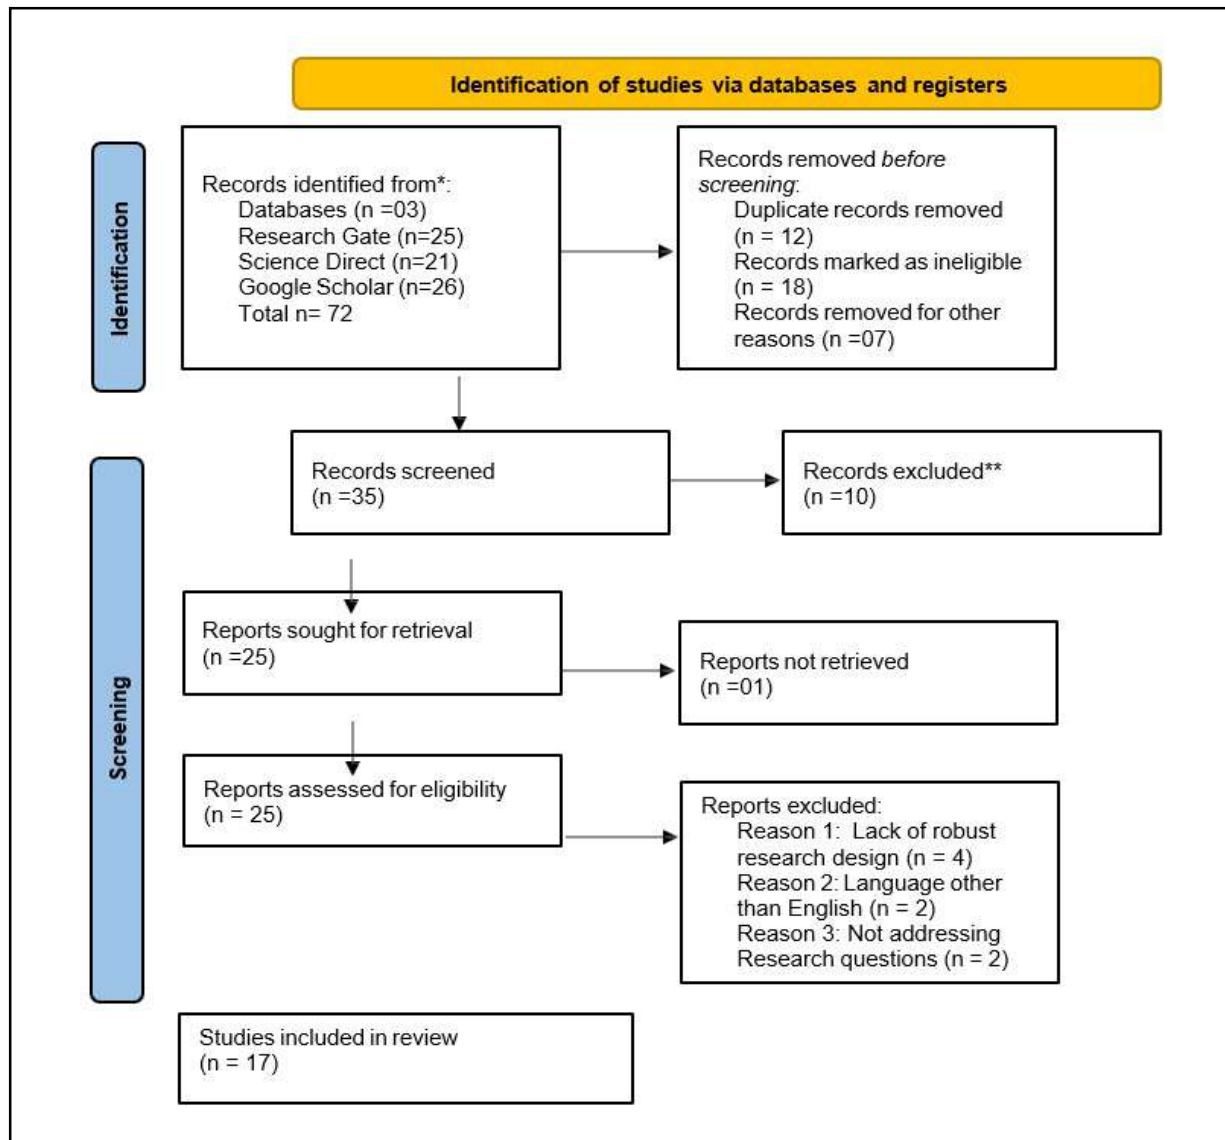 Identification of studies via databases and registers
Identification
Records identified from*:
Databases (n =03)
Research Gate (n=25)
Science Direct (n=21)
Google Scholar (n=26)
Total n= 72
Records removed before
screening:
Duplicate records removed
(n = 12)
Records marked as ineligible
(n = 18)
Records removed for other
reasons (n =07)
Screening
Records screened
(n =35)
Records excluded**
(n =10)
Reports sought for retrieval
(n =25)
Reports not retrieved
(n =01)
Reports assessed for eligibility
(n = 25)
Reports excluded:
Reason 1:  Lack of robust
research design (n = 4)
Reason 2: Language other
than English (n = 2)
Reason 3: Not addressing
Research questions (n = 2)
Studies included in review
(n = 17)